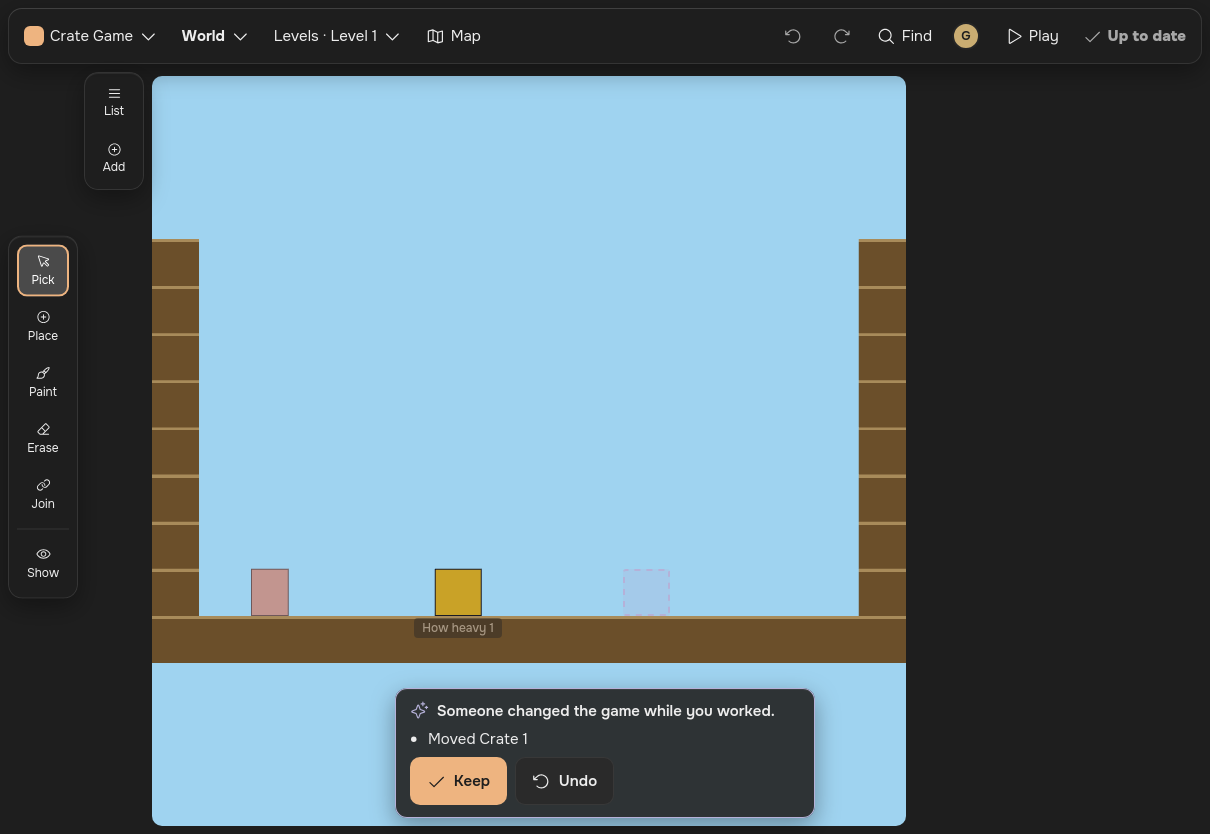 Crate Game
World
Levels · Level 1
Map
Find
G
Play
Up to date
List
Add
Pick
Place
Paint
Erase
Join
Show
How heavy 1
Someone changed the game while you worked.
• Moved Crate 1
Keep
Undo